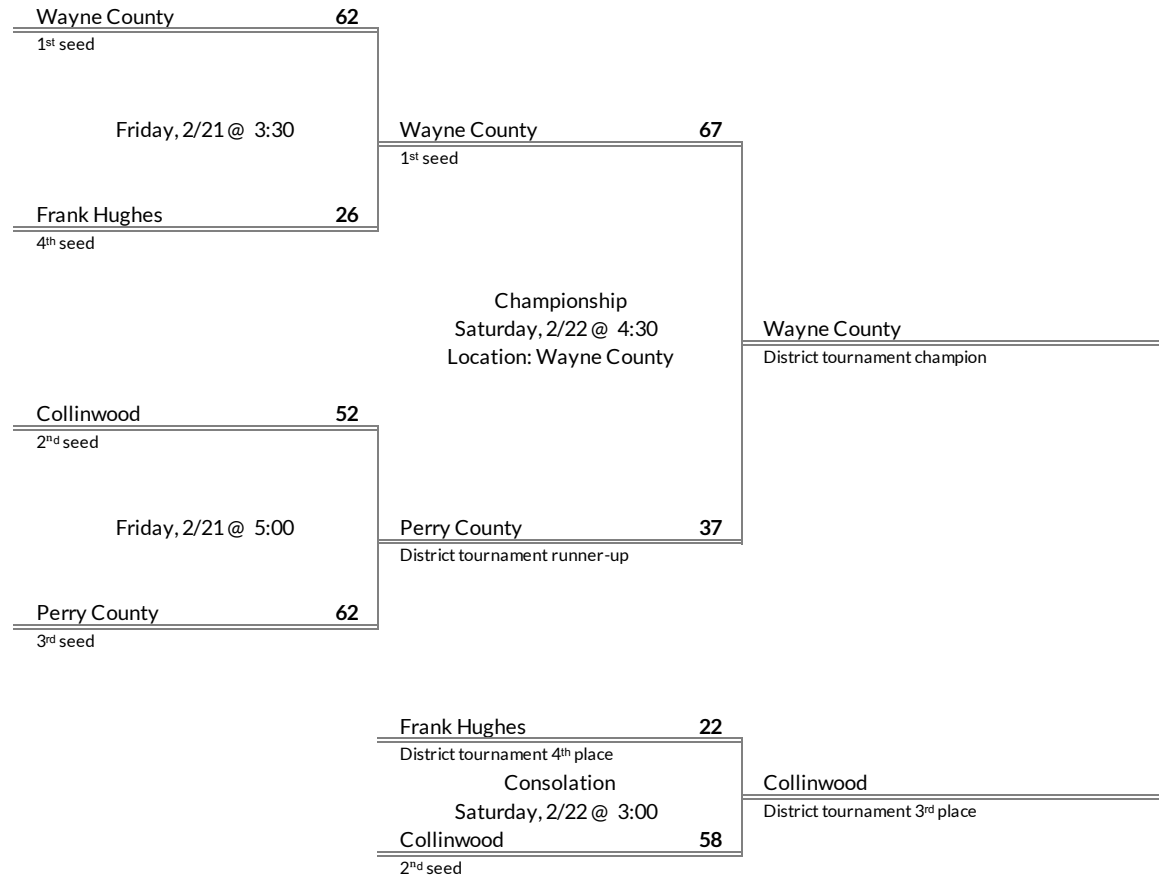 Wayne County 62
1st seed
Friday, 2/21 @ 3:30
Wayne County 67
1st seed
Frank Hughes 26
4th seed
Championship
Saturday, 2/22 @ 4:30
Location: Wayne County
Wayne County
District tournament champion
Collinwood 52
2nd seed
Friday, 2/21 @ 5:00
Perry County 37
District tournament runner-up
Perry County 62
3rd seed
Frank Hughes 22
District tournament 4th place
Consolation
Saturday, 2/22 @ 3:00
Collinwood
District tournament 3rd place
Collinwood 58
2nd seed